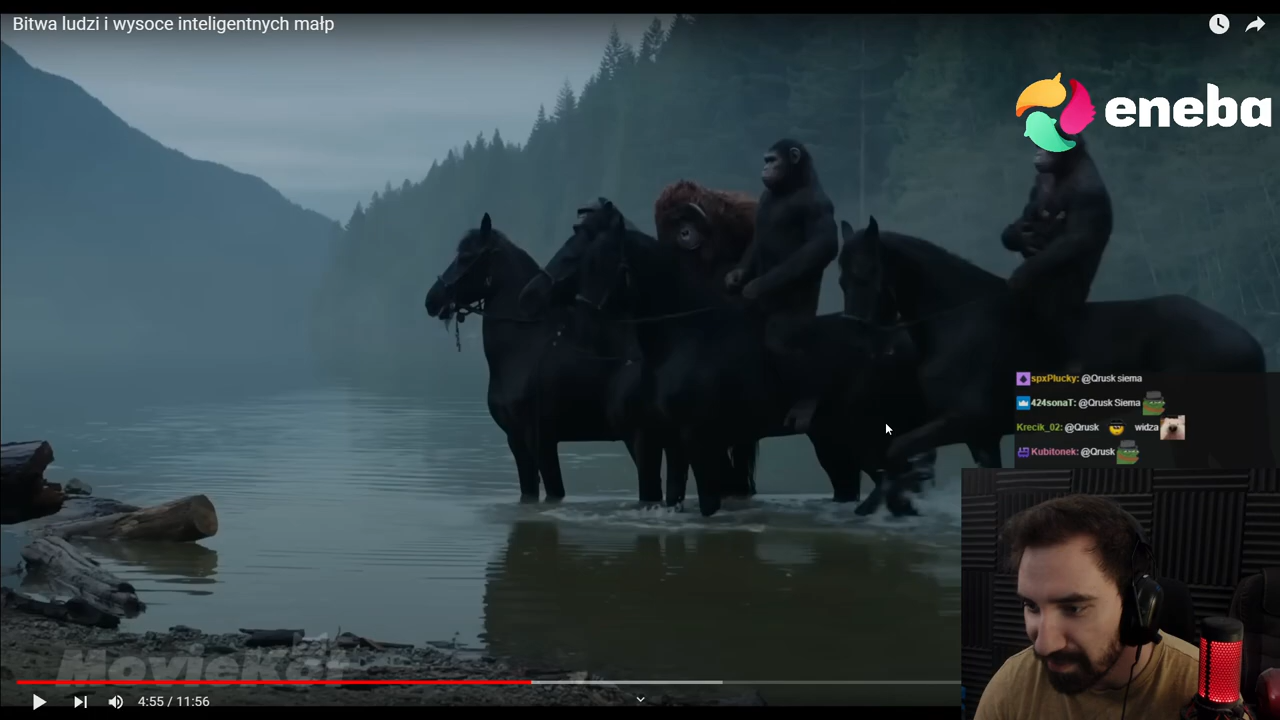 Bitwa ludzi i wysoce inteligentnych małp
eneba
spxPlucky: @Qrusk siema
424sonaT: @Qrusk Siema
Krecik_02: @Qrusk widza
Kubitonek: @Qrusk
MovieKot
4:55 / 11:56